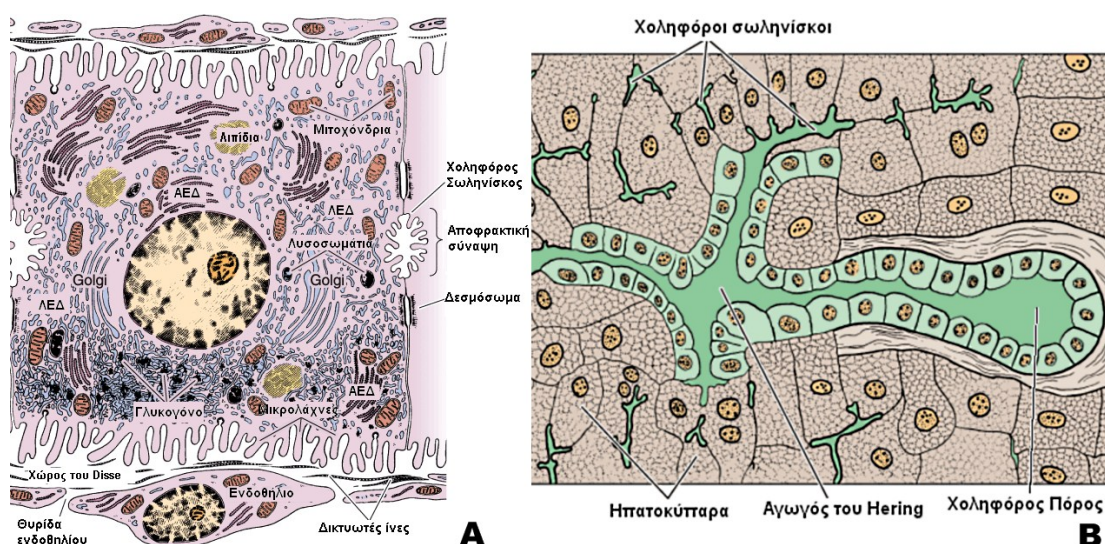 Μιτοχόνδρια
Λιπίδια
Χοληφόρος
Σωληνίσκος
ΑΕΔ
ΛΕΔ
Αποφρακτική
σύναψη
Λυσοσωμάτια
Golgi
Golgi
Δεσμόσωμα
ΛΕΔ
ΑΕΔ
Γλυκογόνο
Μικρολάχνες
Χώρος του Disse
Ενδοθήλιο
Θυρίδα
ενδοθηλίου
Δικτυωτές ίνες
A
Χοληφόροι σωληνίσκοι
Ηπατοκύτταρα
Αγωγός του Hering
Χοληφόρος Πόρος
B